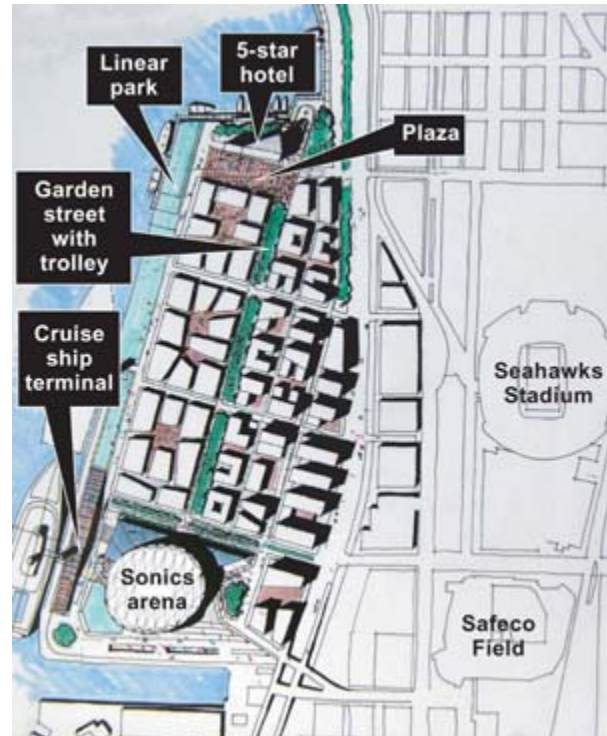 Linear
park
5-star
hotel
Plaza
Garden
street
with
trolley
Cruise
ship
terminal
Seahawks
Stadium
Sonics
arena
Safeco
Field